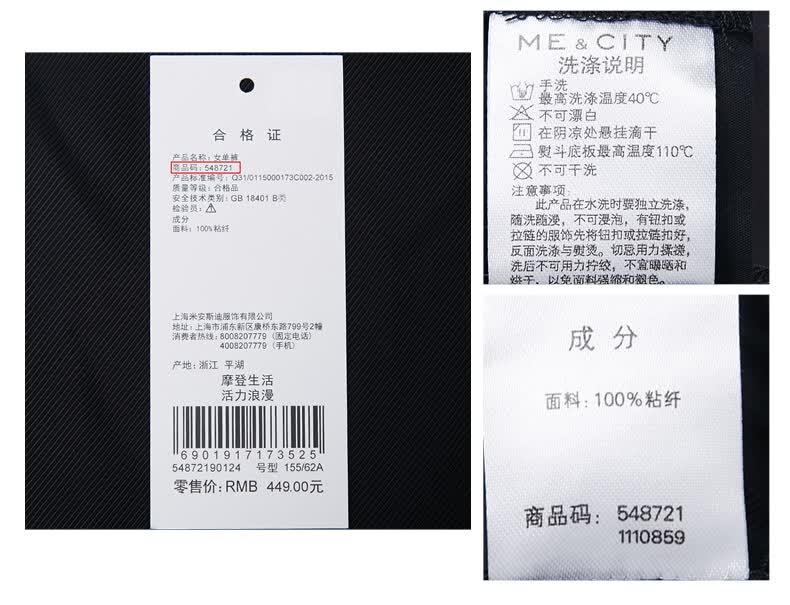 合格证
产品名称：女单裤
商品码：548721
产品标准编号：Q31/0115000173C002-2015
质量等级：合格品
安全技术类别：GB 18401 B类
检验员：
成分
面料：100%粘纤
上海米安斯迪服饰有限公司
地址：上海市浦东新区康桥东路799号2幢
消费者热线：8008207779（固定电话）
4008207779（手机）
产地：浙江 平湖
摩登生活
活力浪漫
6901917173525
54872190124 号型 155/62A
零售价：RMB 449.00元
ME&CITY
洗涤说明
手洗
最高洗涤温度40℃
不可漂白
在阴凉处悬挂滴干
熨斗底板最高温度110℃
不可干洗
注意事项：
此产品在水洗时要独立洗涤，
随洗随浸，不可浸泡，有钮扣或
拉链的服饰先将钮扣或拉链扣好，
反面洗涤与熨烫。切忌用力揉搓，
洗后不可用力拧绞，不宜曝晒和
烘干，以免面料强缩和褪色。
成分
面料：100%粘纤
商品码：548721
1110859